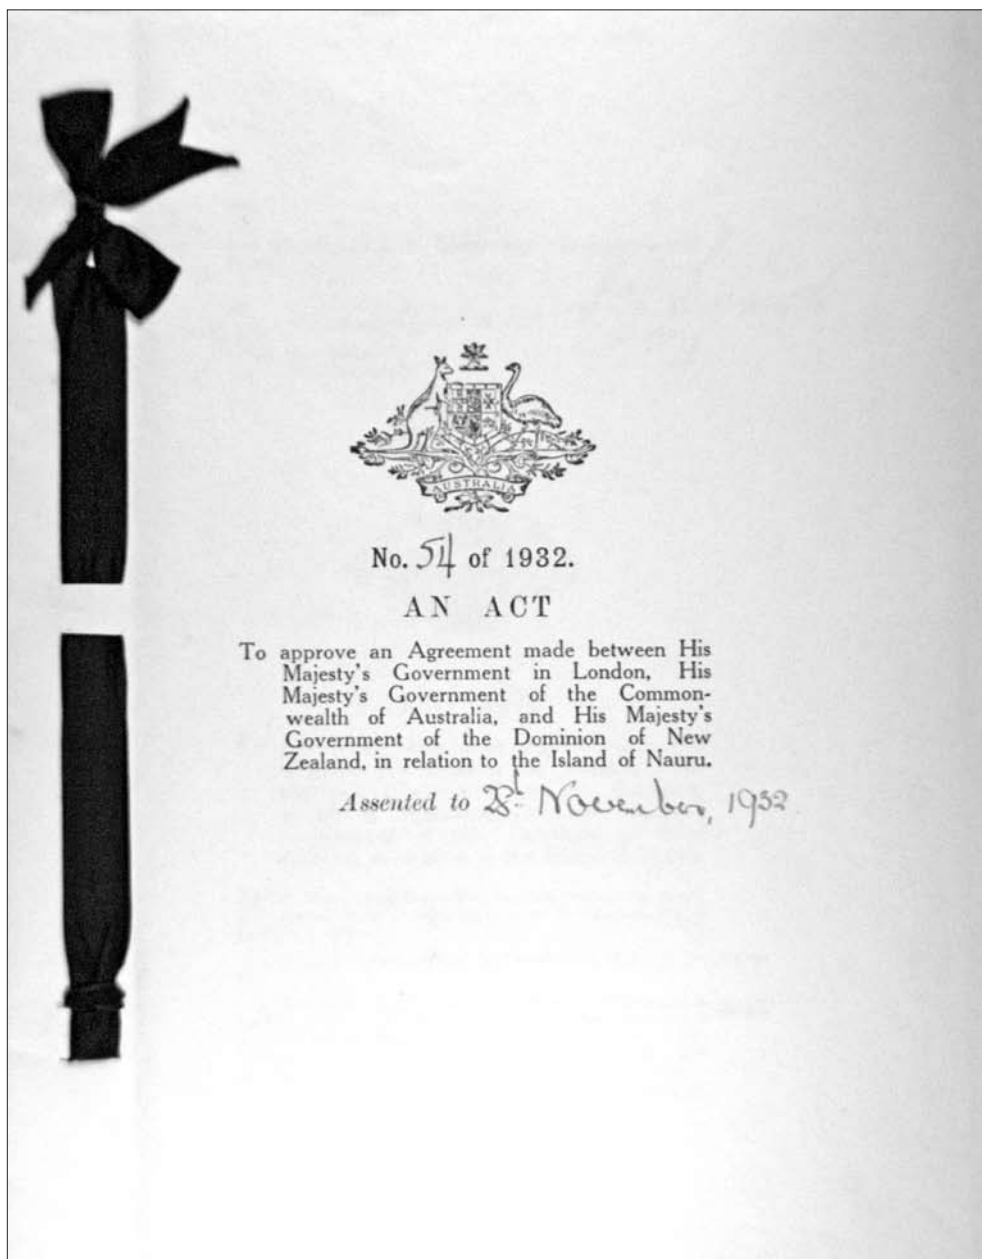 AUSTRALIA
No. 54 of 1932.
AN ACT
To approve an Agreement made between His
Majesty's Government in London, His
Majesty's Government of the Common-
wealth of Australia, and His Majesty's
Government of the Dominion of New
Zealand, in relation to the Island of Nauru.
Assented to 28th November, 1932.